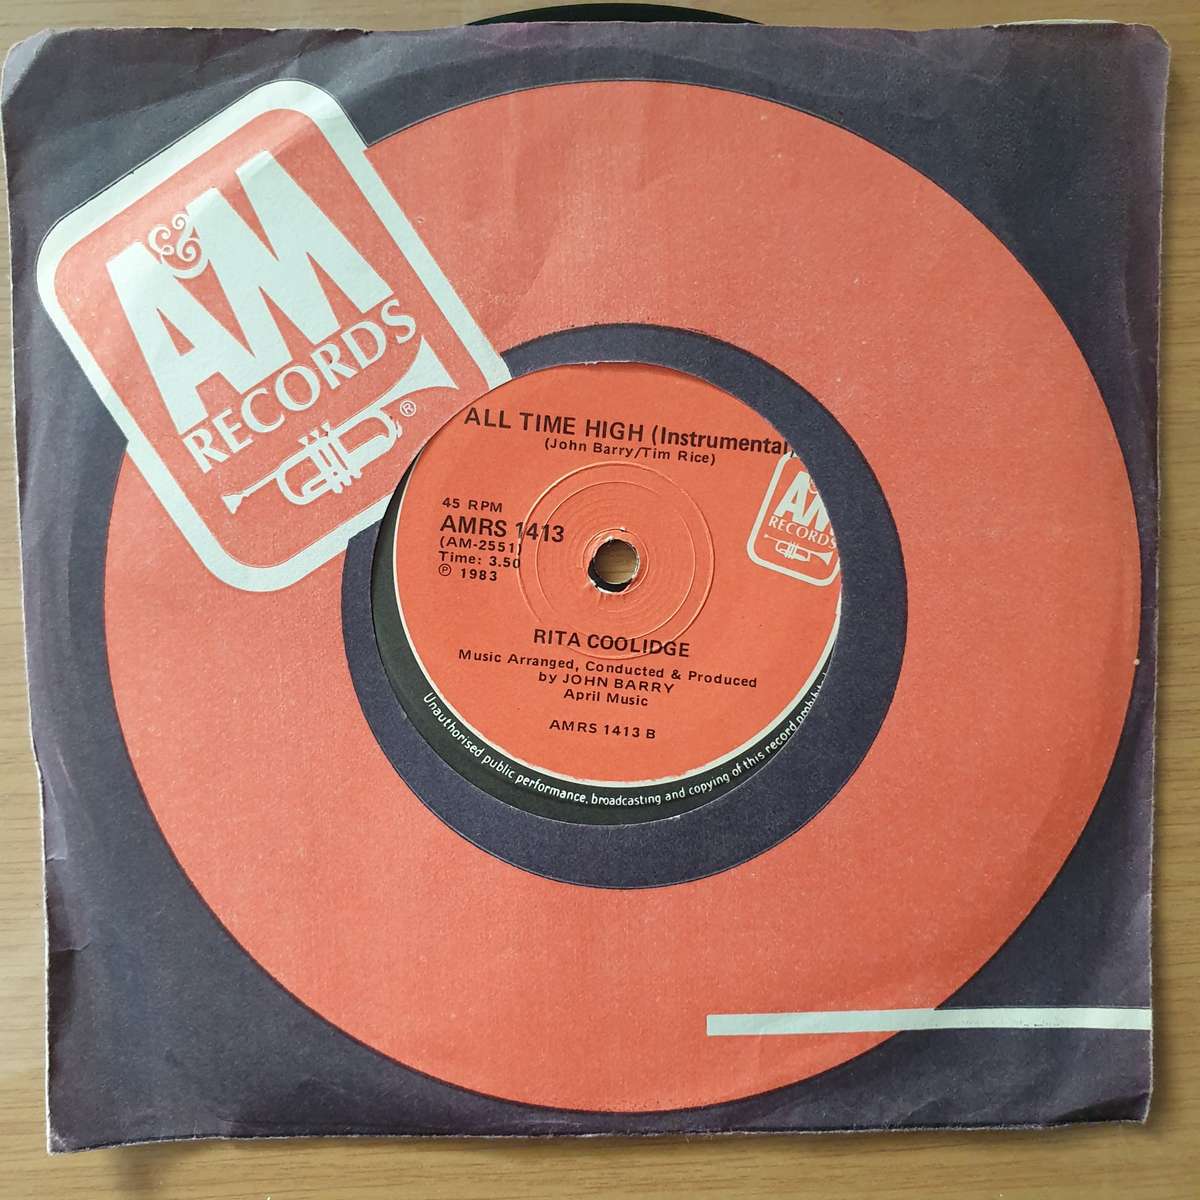 A&M
RECORDS
®
ALL TIME HIGH (Instrumental)
(John Barry/Tim Rice)
45 RPM
AMRS 1413
(AM-2551)
Time: 3.50
℗ 1983
A&M
RECORDS
RITA COOLIDGE
Music Arranged, Conducted & Produced
by JOHN BARRY
April Music
AMRS 1413 B
Unauthorised public performance, broadcasting and copying of this record